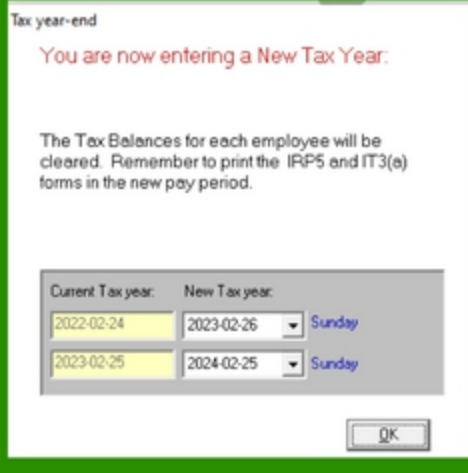 Tax year-end
You are now entering a New Tax Year:
The Tax Balances for each employee will be
cleared. Remember to print the IRP5 and IT3(a)
forms in the new pay period.
Current Tax year: New Tax year:
2022-02-24 2023-02-26 Sunday
2023-02-25 2024-02-25 Sunday
OK